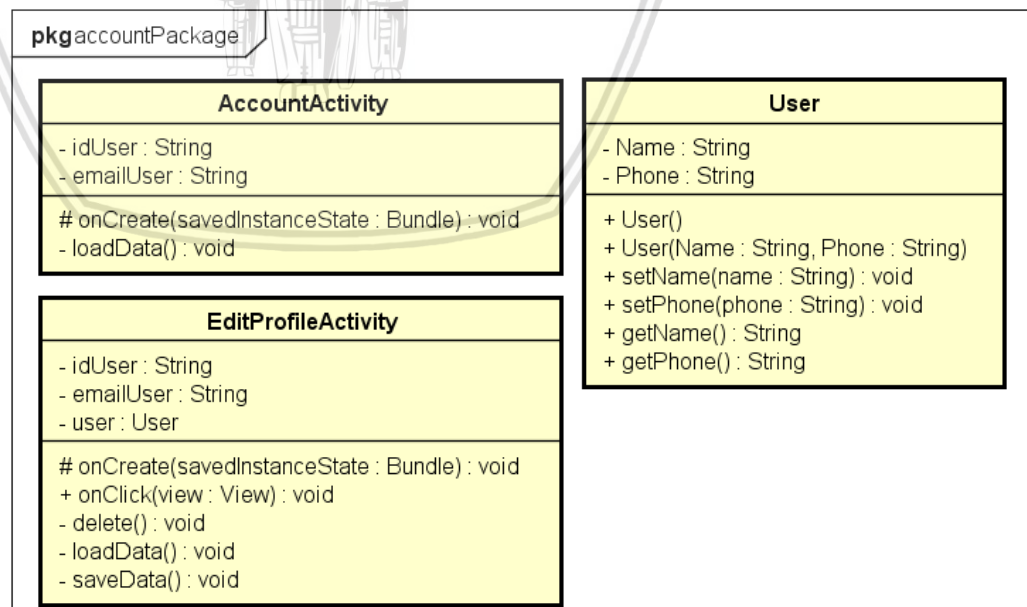 pkg accountPackage
AccountActivity
- idUser : String
- emailUser : String
# onCreate(savedInstanceState : Bundle) : void
- loadData() : void
EditProfileActivity
- idUser : String
- emailUser : String
- user : User
# onCreate(savedInstanceState : Bundle) : void
+ onClick(view : View) : void
- delete() : void
- loadData() : void
- saveData() : void
User
- Name : String
- Phone : String
+ User()
+ User(Name : String, Phone : String)
+ setName(name : String) : void
+ setPhone(phone : String) : void
+ getName() : String
+ getPhone() : String